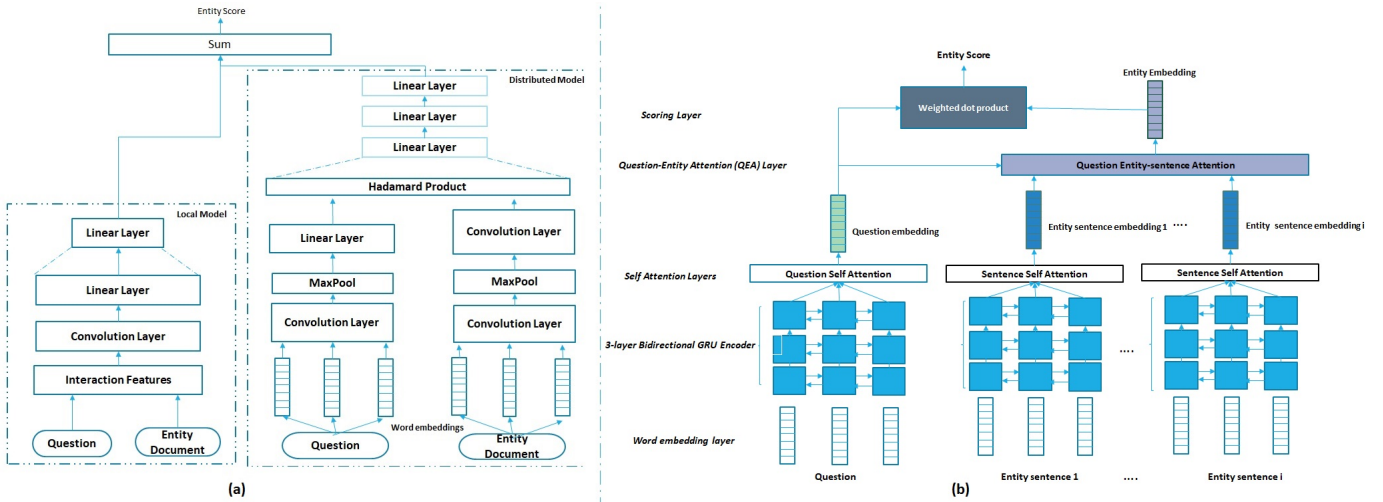 Entity Score
Sum
Distributed Model
Linear Layer
Linear Layer
Linear Layer
Hadamard Product
Local Model
Linear Layer
Linear Layer
Convolution Layer
Interaction Features
Question
Entity
Document
Linear Layer
MaxPool
Convolution Layer
Convolution Layer
MaxPool
Convolution Layer
Word embeddings
Question
Entity
Document
(a)
Entity Score
Entity Embedding
Weighted dot product
Scoring Layer
Question-Entity Attention (QEA) Layer
Question Entity-sentence Attention
Question embedding
Entity sentence embedding 1
....
Entity sentence embedding i
Self Attention Layers
Question Self Attention
Sentence Self Attention
Sentence Self Attention
3-layer Bidirectional GRU Encoder
....
Word embedding layer
Question
Entity sentence 1
....
Entity sentence i
(b)